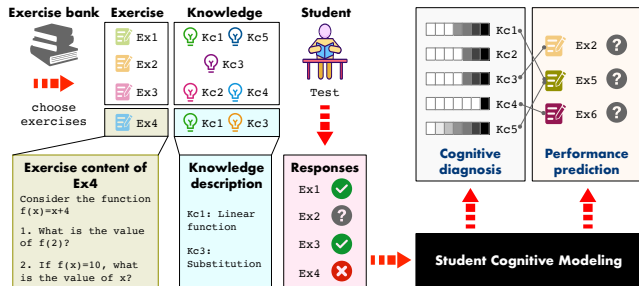 Exercise bank
choose
exercises
Exercise
Ex1
Ex2
Ex3
Ex4
Knowledge
Kc1 Kc5
Kc3
Kc2 Kc4
Kc1 Kc3
Student
Test
Exercise content of
Ex4
Consider the function
f(x)=x+4
1. What is the value
of f(2)?
2. If f(x)=10, what
is the value of x?
Knowledge
description
Kc1: Linear
function
Kc3:
Substitution
Responses
Ex1
Ex2 ?
Ex3
Ex4
Kc1
Kc2
Kc3
Kc4
Kc5
Cognitive
diagnosis
Ex2 ?
Ex5 ?
Ex6 ?
Performance
prediction
Student Cognitive Modeling